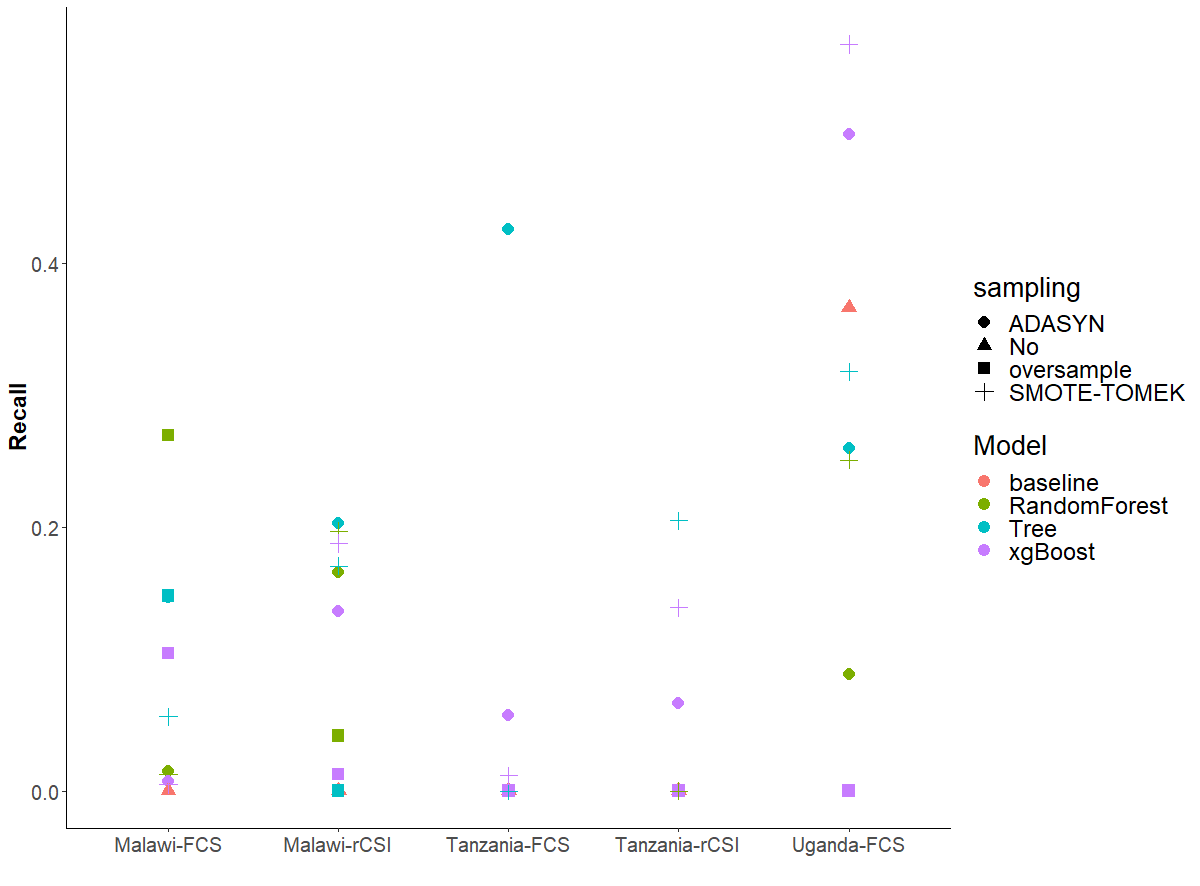 Recall
0.4
0.2
0.0
Malawi-FCS
Malawi-rCSI
Tanzania-FCS
Tanzania-rCSI
Uganda-FCS
sampling
ADASYN
No
oversample
SMOTE-TOMEK
Model
baseline
RandomForest
Tree
xgBoost